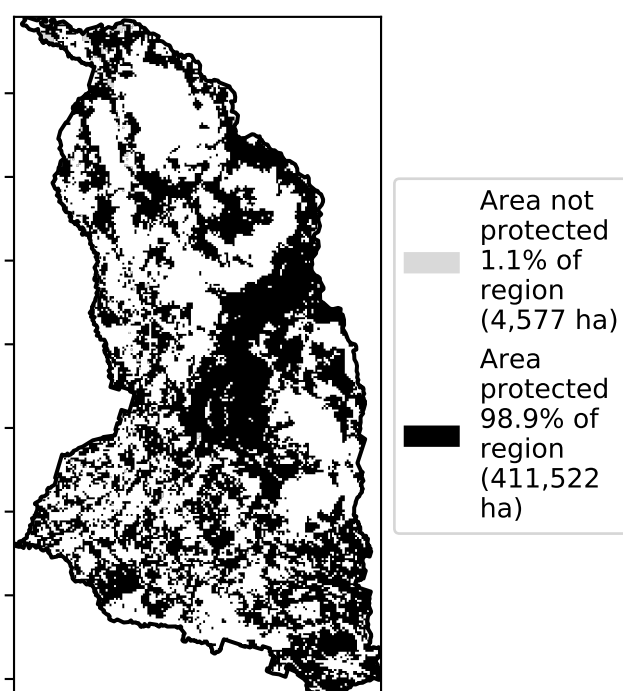 Area not
protected
1.1% of
region
(4,577 ha)
Area
protected
98.9% of
region
(411,522
ha)